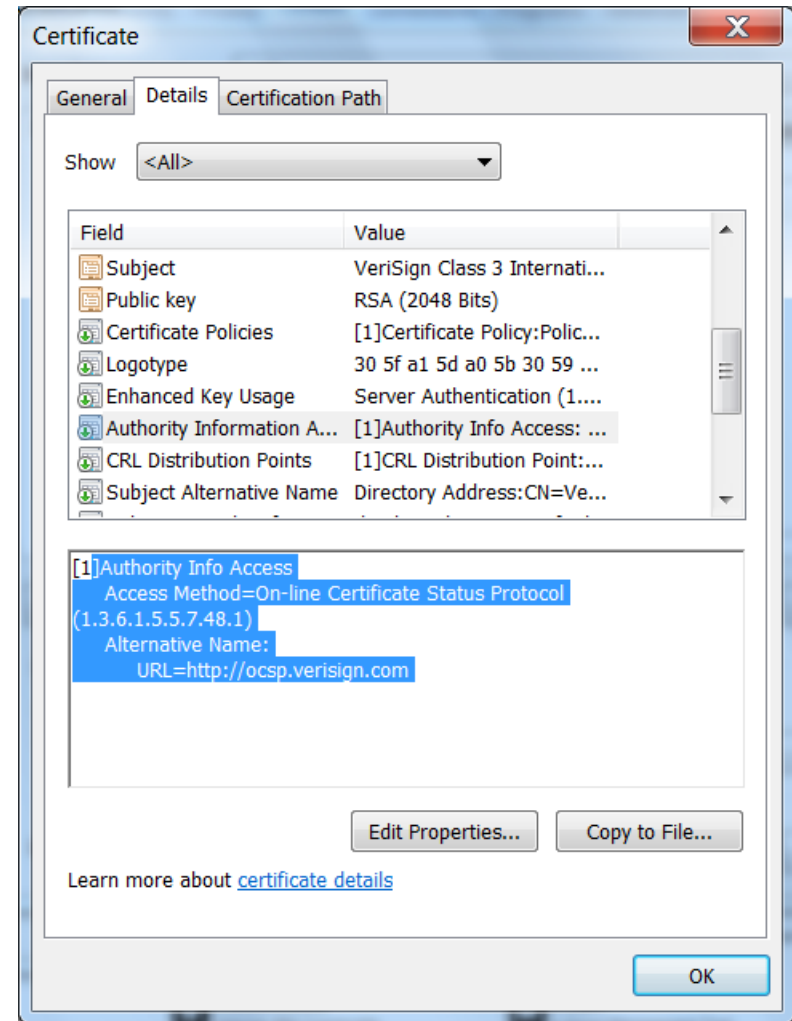 Certificate
General Details Certification Path
Show <All>
Field Value
Subject VeriSign Class 3 Internati...
Public key RSA (2048 Bits)
Certificate Policies [1]Certificate Policy:Polic...
Logotype 30 5f a1 5d a0 5b 30 59 ...
Enhanced Key Usage Server Authentication (1....
Authority Information A... [1]Authority Info Access: ...
CRL Distribution Points [1]CRL Distribution Point:...
Subject Alternative Name Directory Address:CN=Ve...
[1]Authority Info Access
Access Method=On-line Certificate Status Protocol
(1.3.6.1.5.5.7.48.1)
Alternative Name:
URL=http://ocsp.verisign.com
Edit Properties... Copy to File...
Learn more about certificate details
OK